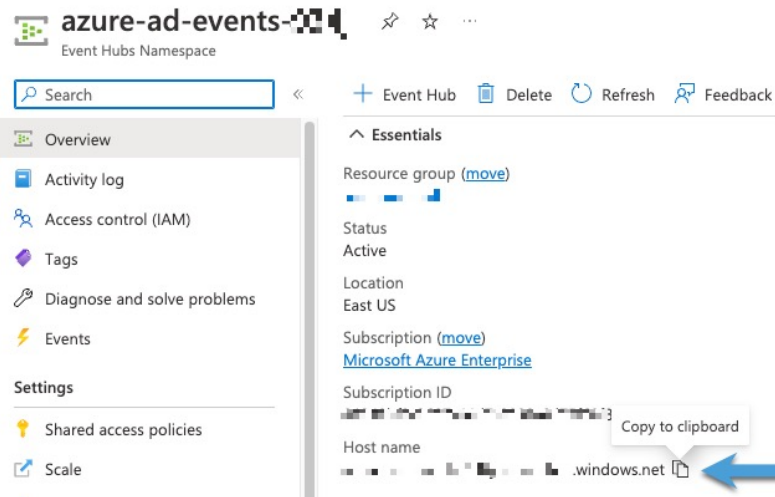 azure-ad-events-
Event Hubs Namespace
Search
Event Hub Delete Refresh Feedback
Overview
Essentials
Activity log
Resource group (move)
Access control (IAM)
Status
Active
Tags
Location
East US
Diagnose and solve problems
Events
Subscription (move)
Microsoft Azure Enterprise
Settings
Subscription ID
Shared access policies
Copy to clipboard
Host name
Scale
.windows.net